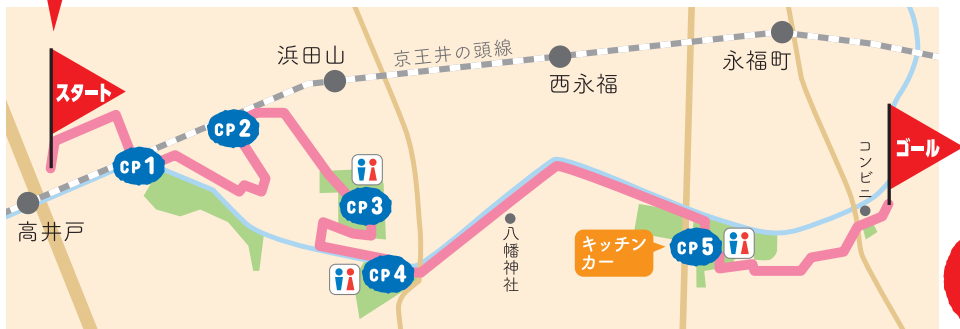 スタート
浜田山
京王井の頭線
西永福
永福町
CP1
CP2
CP3
CP4
CP5
高井戸
八幡神社
キッチン
カー
コンビニ
ゴール